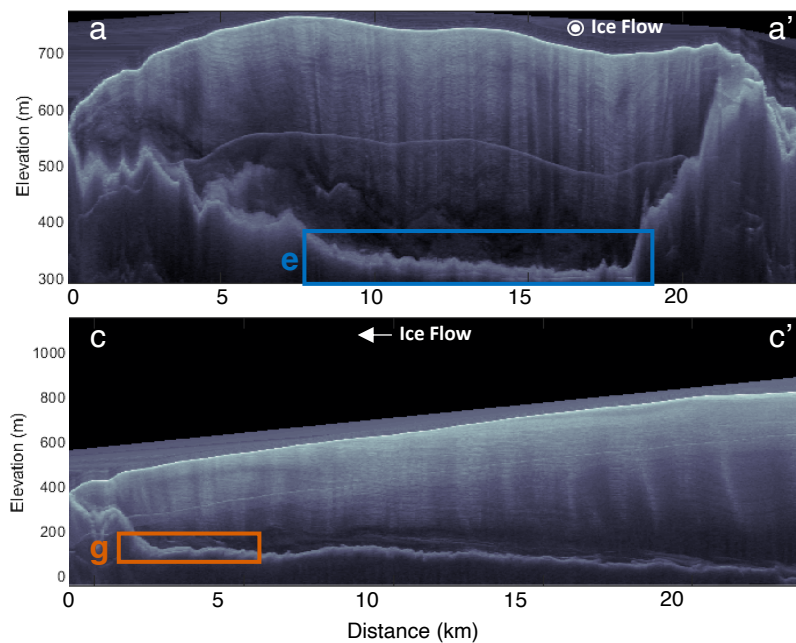 a
Ice Flow
a’
Elevation (m)
700
600
500
400
300
e
0 5 10 15 20
c
Ice Flow
c’
Elevation (m)
1000
800
600
400
200
0
g
0 5 10 15 20
Distance (km)